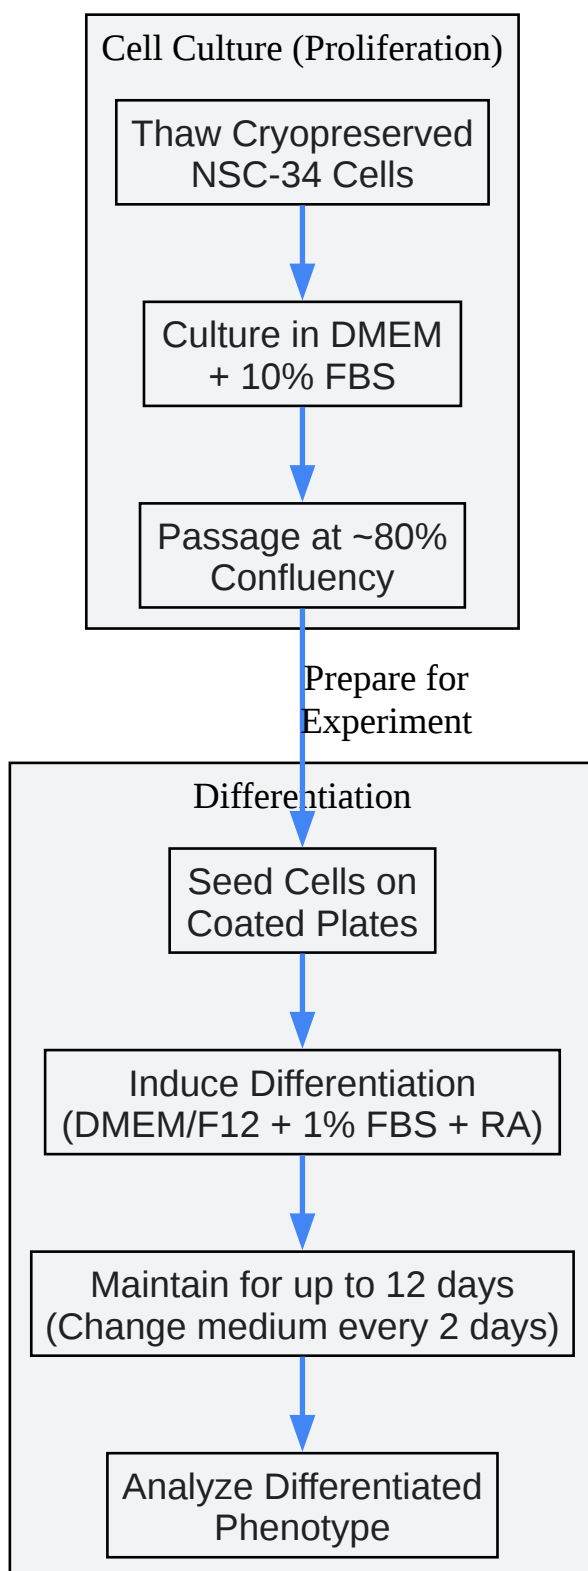 Cell Culture (Proliferation)
Thaw Cryopreserved
NSC-34 Cells
Culture in DMEM
+ 10% FBS
Passage at ~80%
Confluency
Prepare for
Experiment
Differentiation
Seed Cells on
Coated Plates
Induce Differentiation
(DMEM/F12 + 1% FBS + RA)
Maintain for up to 12 days
(Change medium every 2 days)
Analyze Differentiated
Phenotype